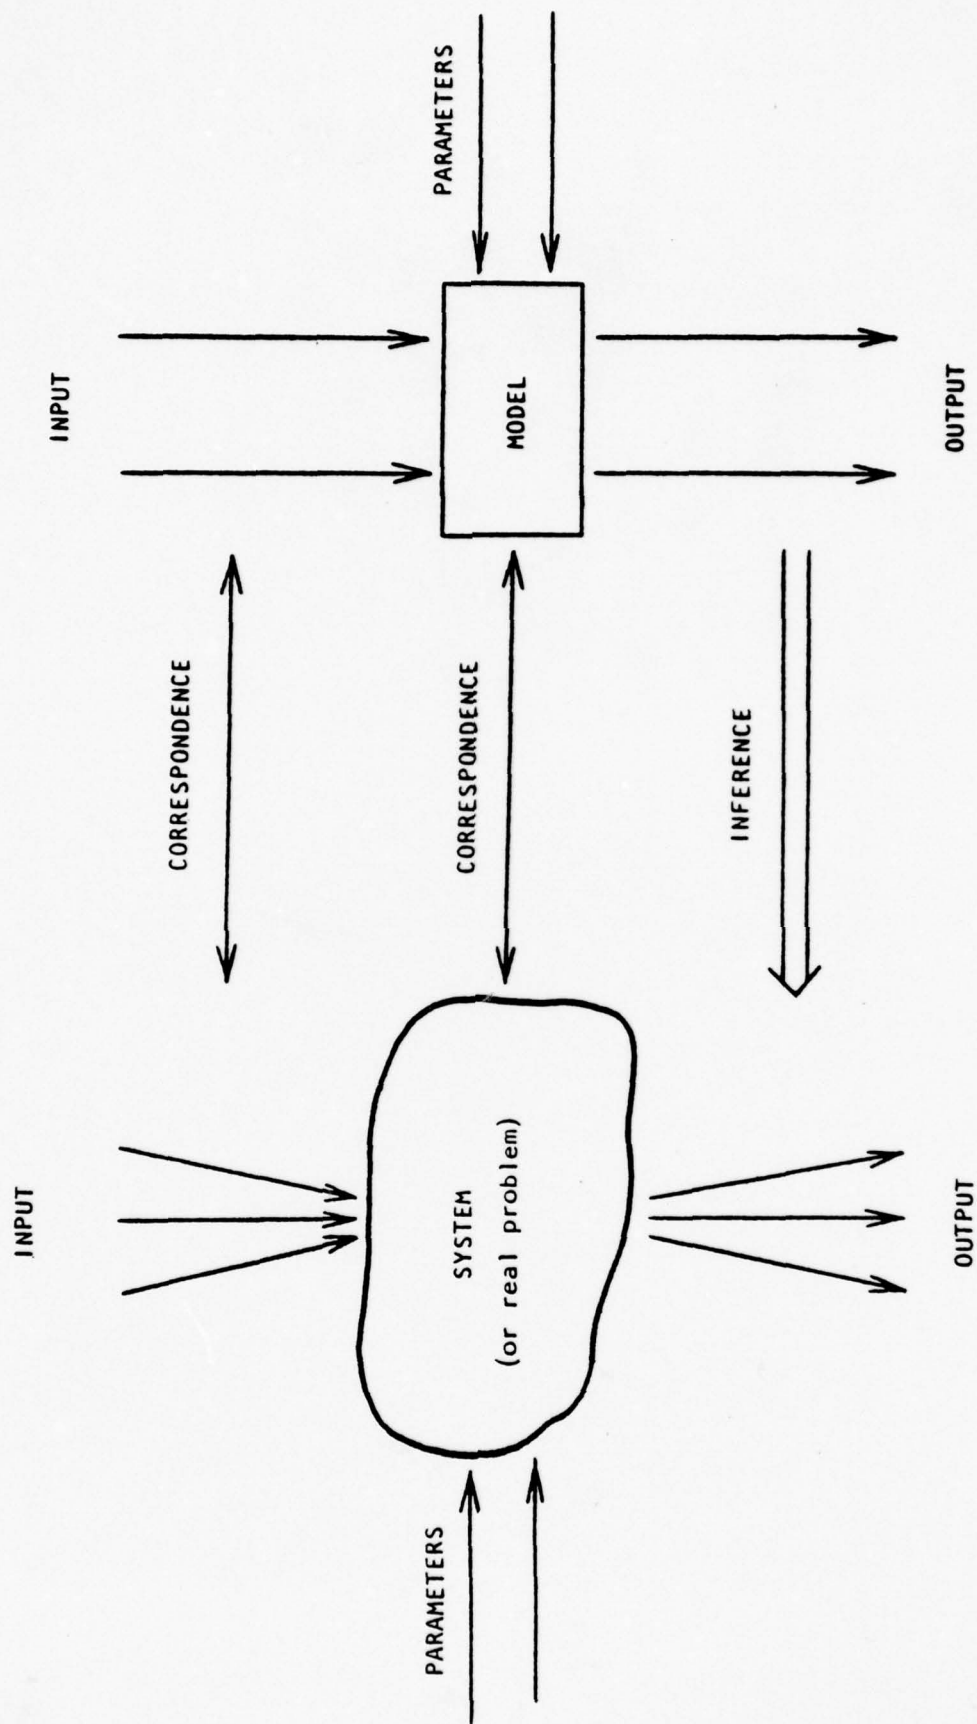 INPUT
INPUT
CORRESPONDENCE
PARAMETERS
SYSTEM
(or real problem)
CORRESPONDENCE
MODEL
PARAMETERS
INFERENCE
OUTPUT
OUTPUT